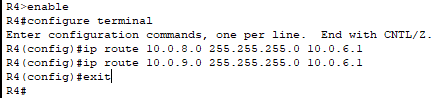 R4>enable
R4#configure terminal
Enter configuration commands, one per line.  End with CNTL/Z.
R4(config)#ip route 10.0.8.0 255.255.255.0 10.0.6.1
R4(config)#ip route 10.0.9.0 255.255.255.0 10.0.6.1
R4(config)#exit
R4#